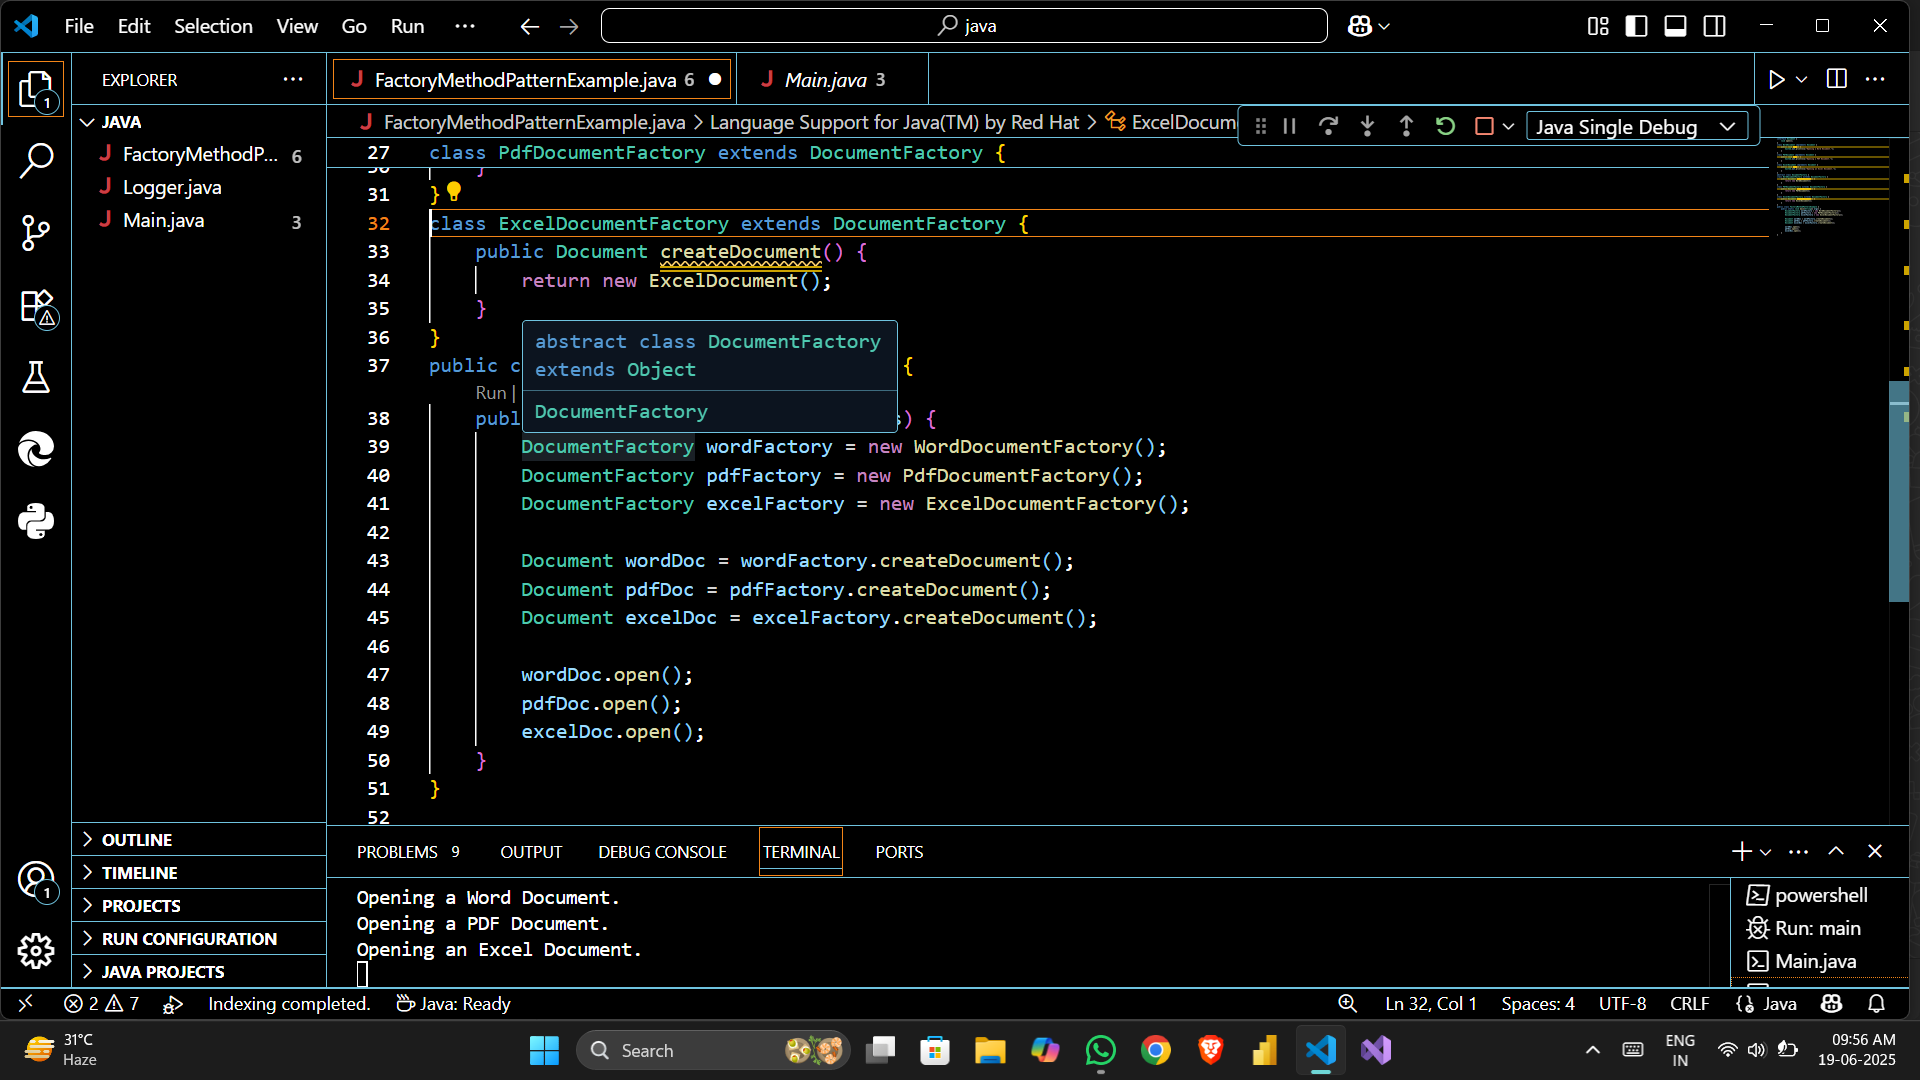 File Edit Selection View Go Run ···
java
EXPLORER ···
JAVA
FactoryMethodP... 6
Logger.java
Main.java 3
OUTLINE
TIMELINE
PROJECTS
RUN CONFIGURATION
JAVA PROJECTS
1
1
FactoryMethodPatternExample.java 6
Main.java 3
FactoryMethodPatternExample.java > Language Support for Java(TM) by Red Hat > ExcelDocum
Java Single Debug
27 class PdfDocumentFactory extends DocumentFactory {
}
31 }
32 class ExcelDocumentFactory extends DocumentFactory {
33 public Document createDocument() {
34 return new ExcelDocument();
35 }
36 }
37 public c {
Run |
38 publ ) {
abstract class DocumentFactory
extends Object
DocumentFactory
39 DocumentFactory wordFactory = new WordDocumentFactory();
40 DocumentFactory pdfFactory = new PdfDocumentFactory();
41 DocumentFactory excelFactory = new ExcelDocumentFactory();
42
43 Document wordDoc = wordFactory.createDocument();
44 Document pdfDoc = pdfFactory.createDocument();
45 Document excelDoc = excelFactory.createDocument();
46
47 wordDoc.open();
48 pdfDoc.open();
49 excelDoc.open();
50 }
51 }
52
PROBLEMS 9 OUTPUT DEBUG CONSOLE TERMINAL PORTS
Opening a Word Document.
Opening a PDF Document.
Opening an Excel Document.
powershell
Run: main
Main.java
2 7 Indexing completed. Java: Ready
Ln 32, Col 1 Spaces: 4 UTF-8 CRLF Java
31°C
Haze
Search
ENG
IN
09:56 AM
19-06-2025